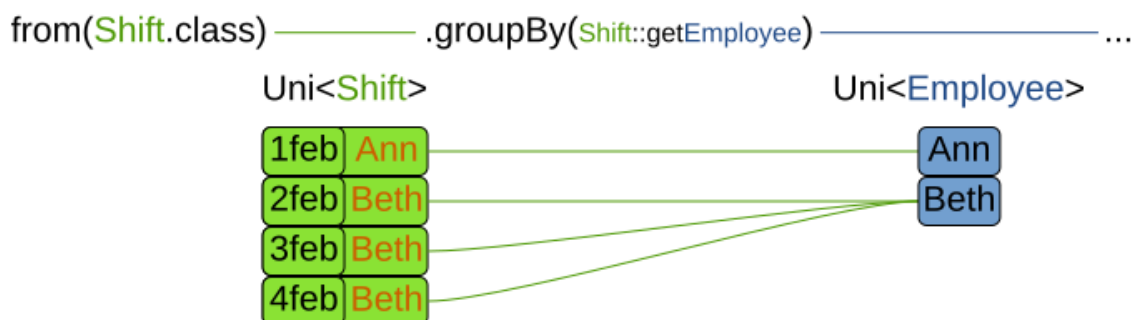 from(Shift.class) .groupBy(Shift::getEmployee) ...
Uni<Shift> Uni<Employee>
1feb Ann Ann
2feb Beth Beth
3feb Beth
4feb Beth